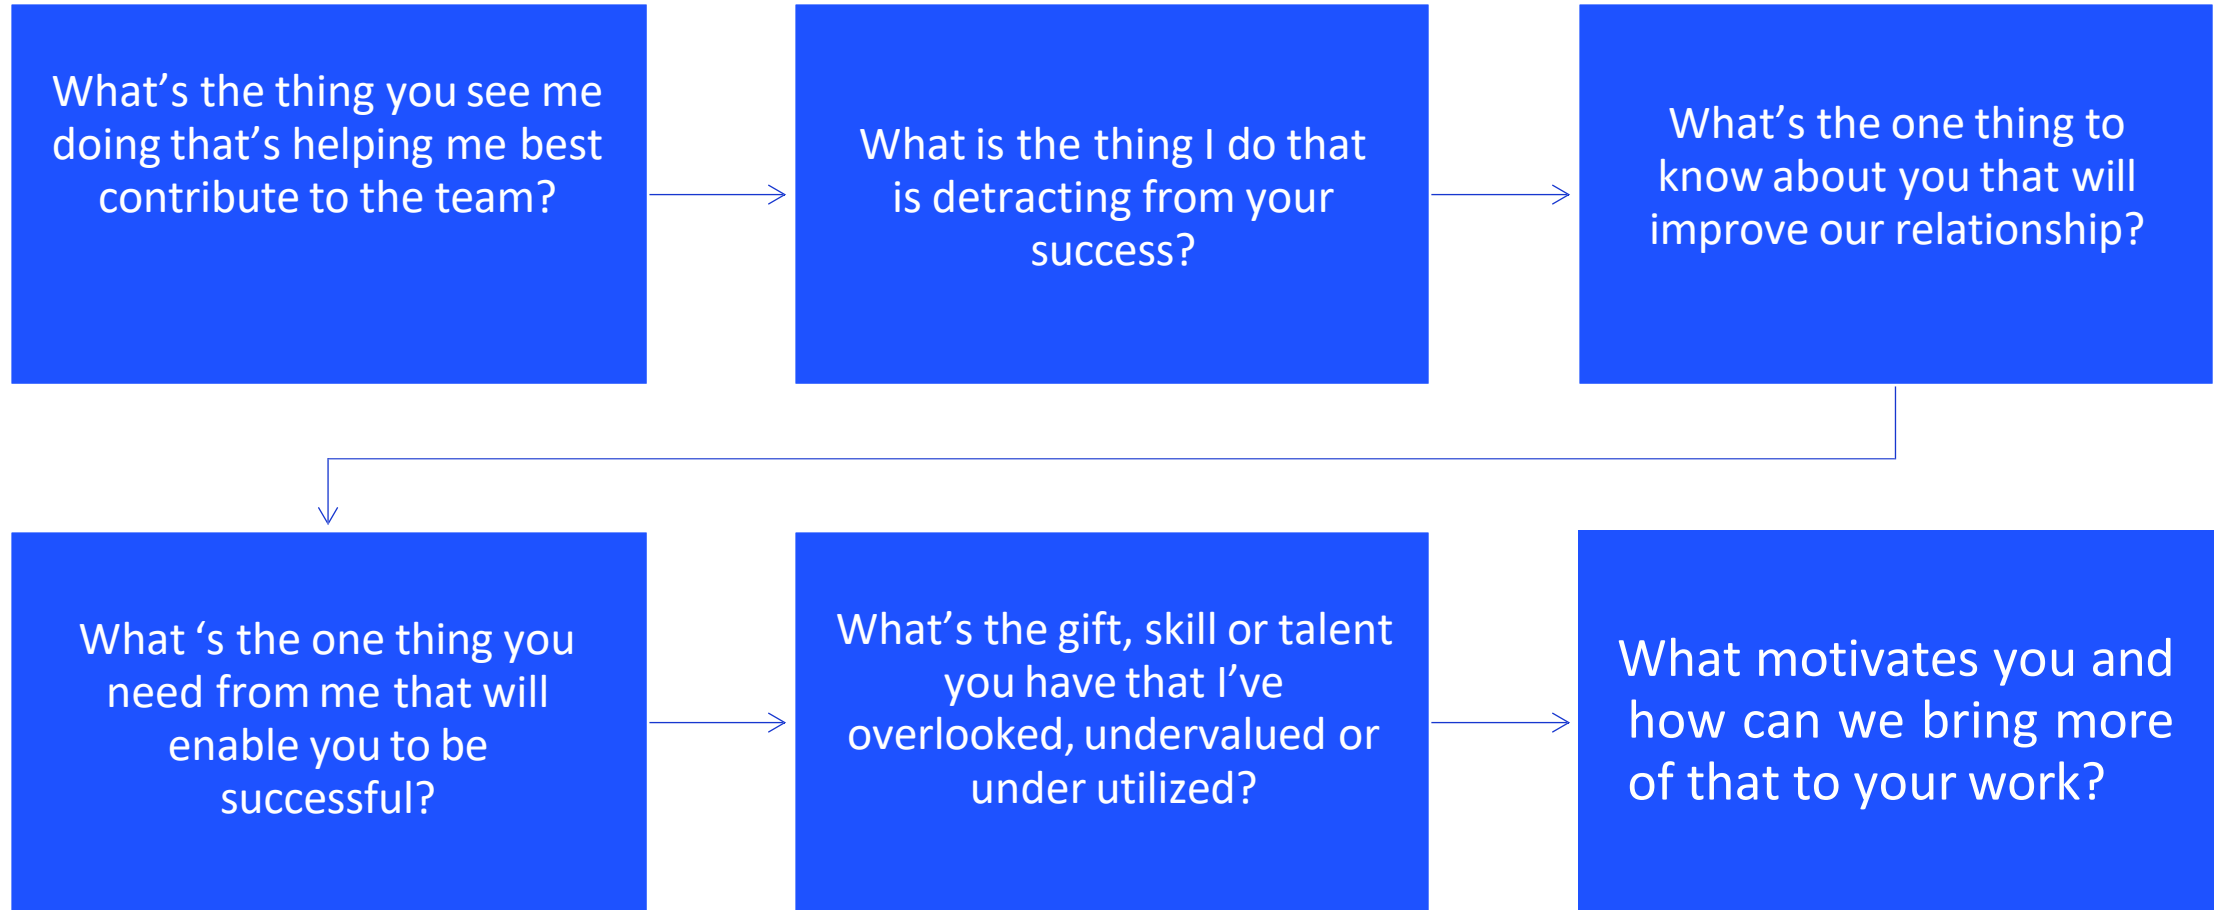 What’s the thing you see me
doing that’s helping me best
contribute to the team?
What is the thing I do that
is detracting from your
success?
What’s the one thing to
know about you that will
improve our relationship?
What ‘s the one thing you
need from me that will
enable you to be
successful?
What’s the gift, skill or talent
you have that I’ve
overlooked, undervalued or
under utilized?
What motivates you and
how can we bring more
of that to your work?